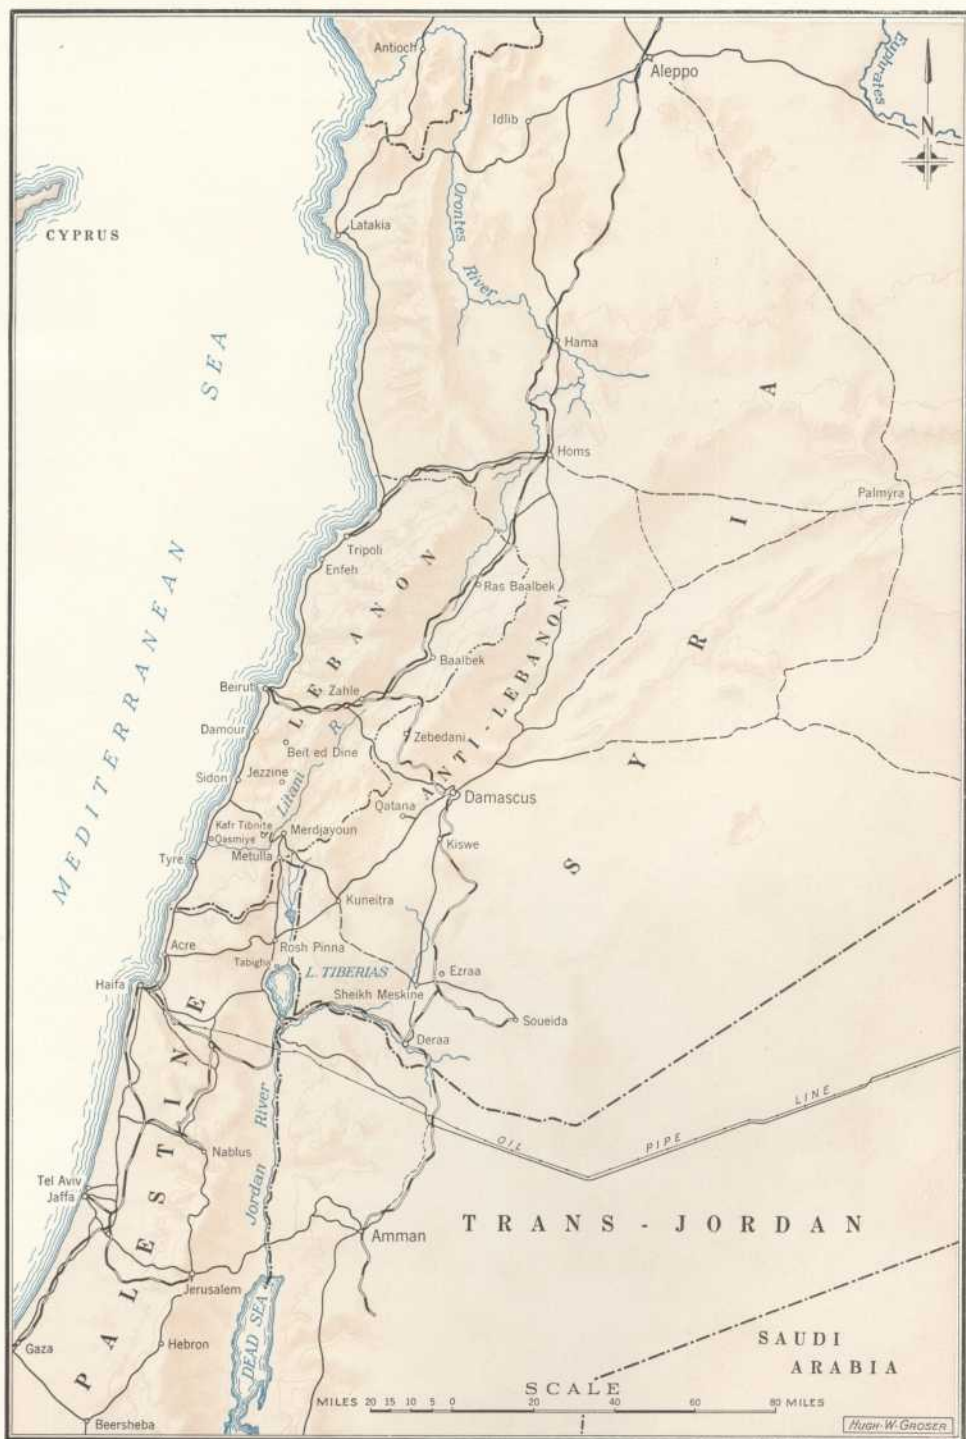 Antioch
Aleppo
Euphrates
Idlib
N
Orontes
River
CYPRUS
Latakia
MEDITERRANEAN SEA
Hama
Homs
Palmyra
Tripoli
Enfeh
LEBANON
Ras Baalbek
ANTI-LEBANON
SYRIA
Baalbek
Beirut
Zahle
Damour
R
Zebedani
Beit ed Dine
Sidon
Jezzine
Litani
Damascus
Qatana
Kafr Tibnite
Qasmiye
Merdjayoun
Kiswe
Tyre
Metulla
Kuneitra
Acre
Rosh Pinna
Tabigha
L. TIBERIAS
Ezraa
Haifa
Sheikh Meskine
Soueida
Deraa
PALESTINE
Jordan River
OIL PIPE LINE
Nablus
Tel Aviv
Jaffa
TRANS - JORDAN
Amman
Jerusalem
DEAD SEA
Gaza
Hebron
SAUDI
ARABIA
Beersheba
SCALE
MILES 20 15 10 5 0 20 40 60 80 MILES
HUGH·W·GROSER